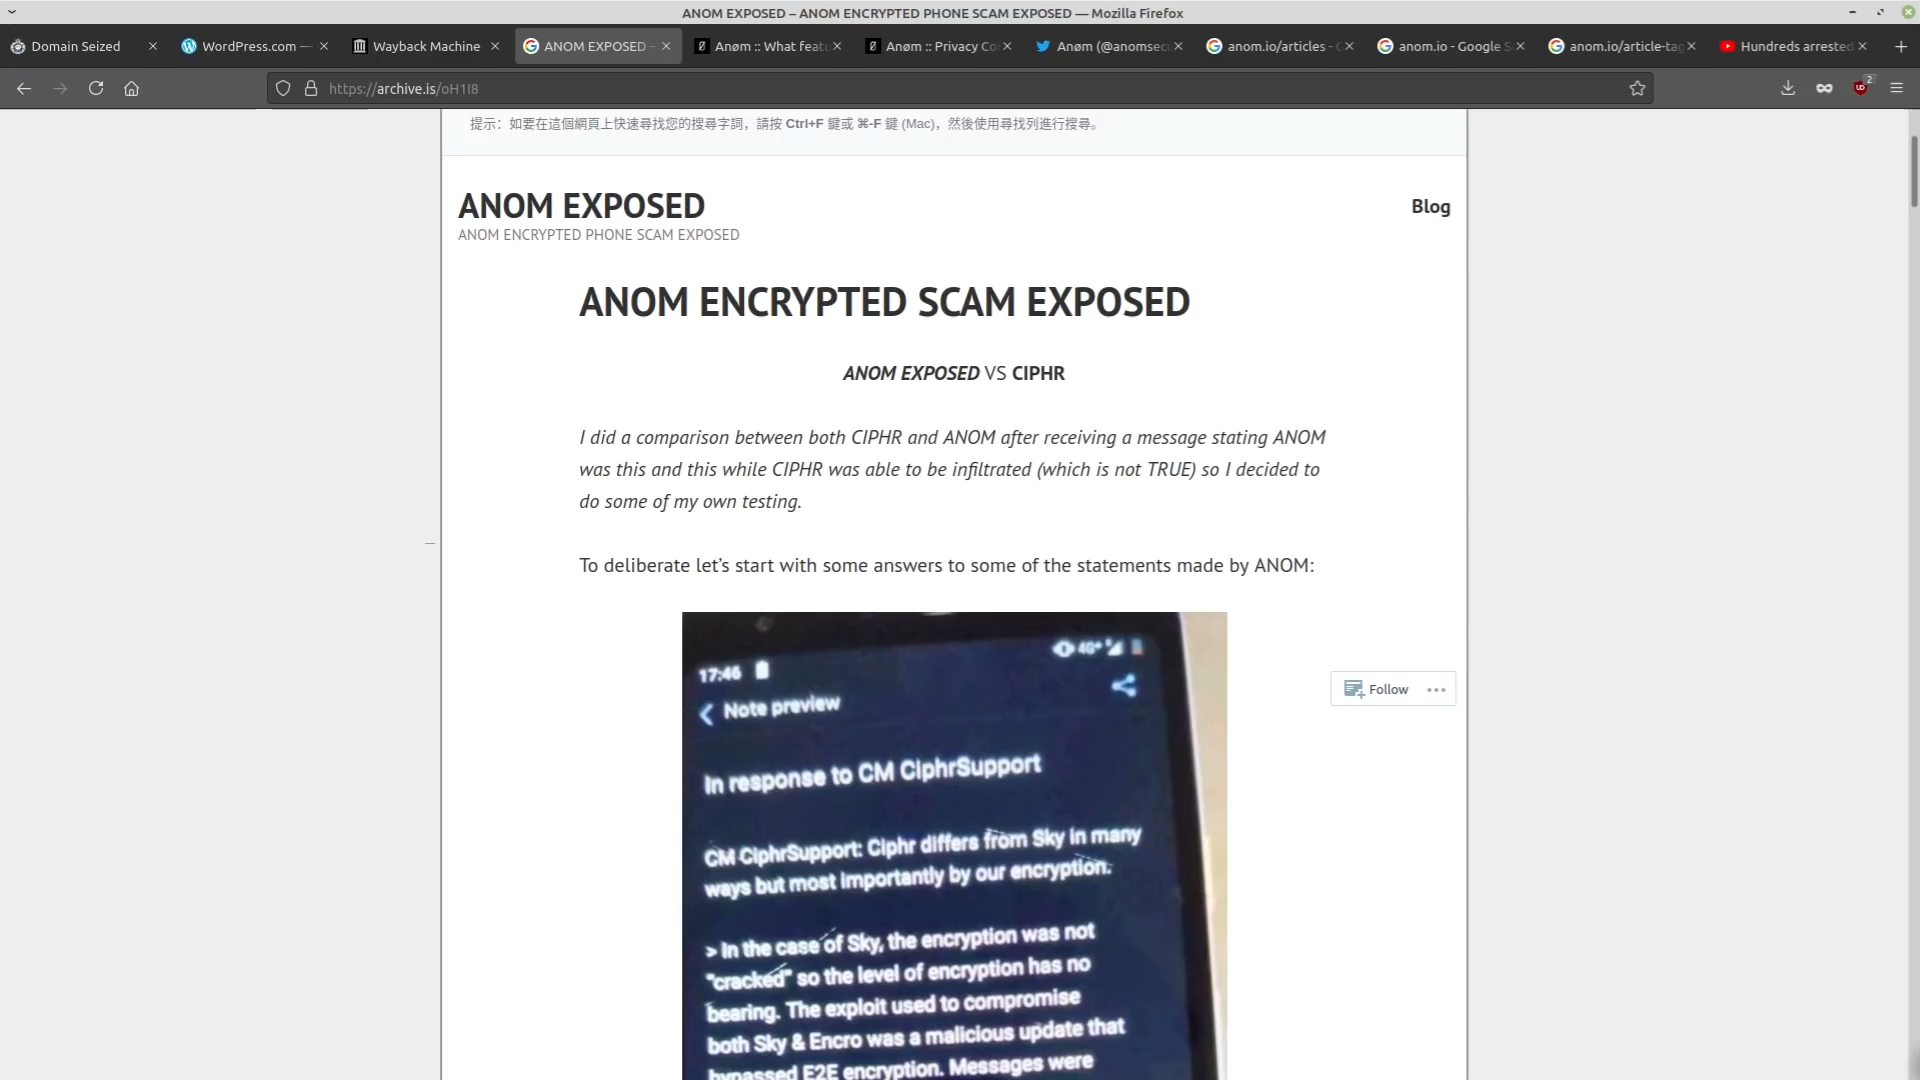 ANOM EXPOSED – ANOM ENCRYPTED PHONE SCAM EXPOSED — Mozilla Firefox
Domain Seized
WordPress.com —
Wayback Machine
ANOM EXPOSED –
Anøm :: What featu
Anøm :: Privacy Co
Anøm (@anomsecu
anom.io/articles - G
anom.io - Google S
anom.io/article-tag
Hundreds arrested
https://archive.is/oH1I8
2
提示：如要在這個網頁上快速尋找您的搜尋字詞，請按 Ctrl+F 鍵或 ⌘-F 鍵 (Mac)，然後使用尋找列進行搜尋。
ANOM EXPOSED
Blog
ANOM ENCRYPTED PHONE SCAM EXPOSED
ANOM ENCRYPTED SCAM EXPOSED
ANOM EXPOSED VS CIPHR
I did a comparison between both CIPHR and ANOM after receiving a message stating ANOM
was this and this while CIPHR was able to be infiltrated (which is not TRUE) so I decided to
do some of my own testing.
To deliberate let’s start with some answers to some of the statements made by ANOM:
17:46
4G+
Note preview
In response to CM CiphrSupport
CM CiphrSupport: Ciphr differs from Sky in many
ways but most importantly by our encryption.
> In the case of Sky, the encryption was not
"cracked" so the level of encryption has no
bearing. The exploit used to compromise
both Sky & Encro was a malicious update that
bypassed E2E encryption. Messages were
Follow